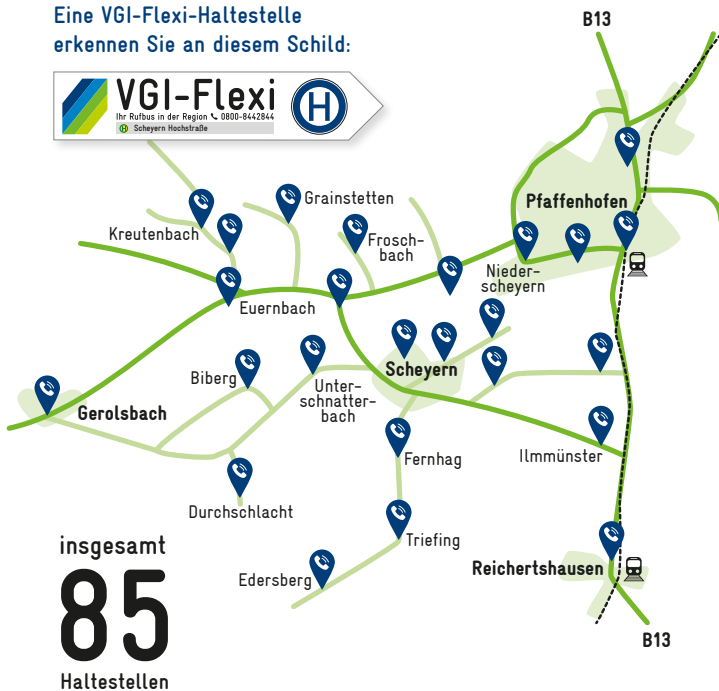 Eine VGI-Flexi-Haltestelle
erkennen Sie an diesem Schild:
VGI-Flexi
Ihr Rufbus in der Region 0800-8442844
H Scheyern Hochstraße
H
B13
Pfaffenhofen
Grainstetten
Kreutenbach
Frosch-
bach
Nieder-
scheyern
Euernbach
Scheyern
Biberg
Unter-
schnatter-
bach
Gerolsbach
Fernhag
Ilmmünster
Durchschlacht
Triefing
Edersberg
Reichertshausen
B13
insgesamt
85
Haltestellen